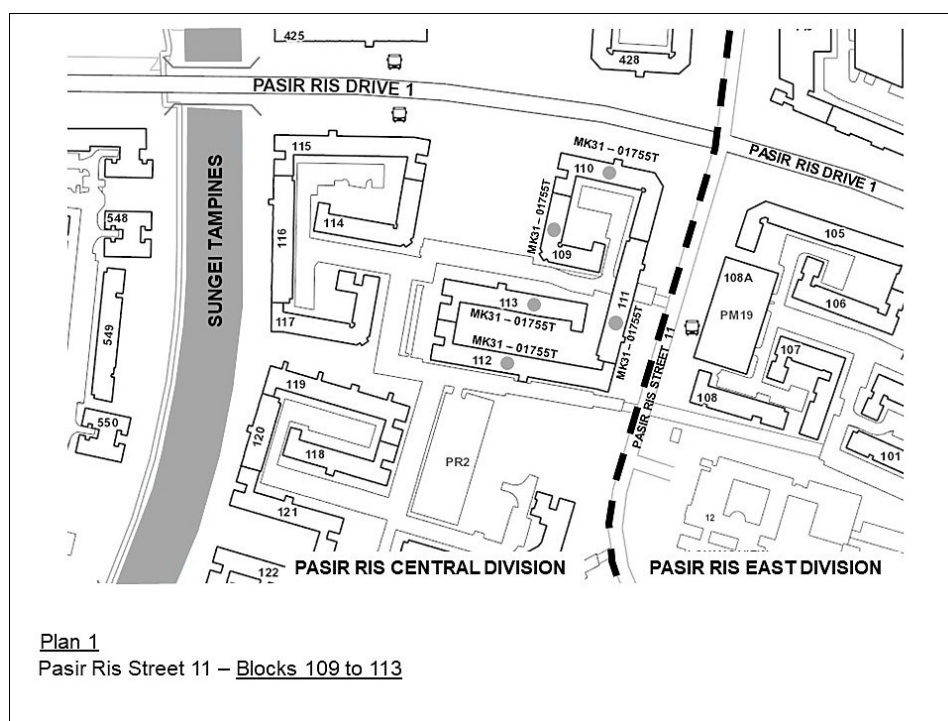 425
428
PASIR RIS DRIVE 1
115
MK31 – 01755T
110
PASIR RIS DRIVE 1
SUNGEI TAMPINES
548
114
116
MK31 – 01755T
109
105
108A
PM19
106
549
113
MK31 – 01755T
111
MK31 – 01755T
117
MK31 – 01755T
112
PASIR RIS STREET 11
107
108
119
120
118
550
PR2
101
121
12
122
PASIR RIS CENTRAL DIVISION
PASIR RIS EAST DIVISION
Plan 1
Pasir Ris Street 11 – Blocks 109 to 113